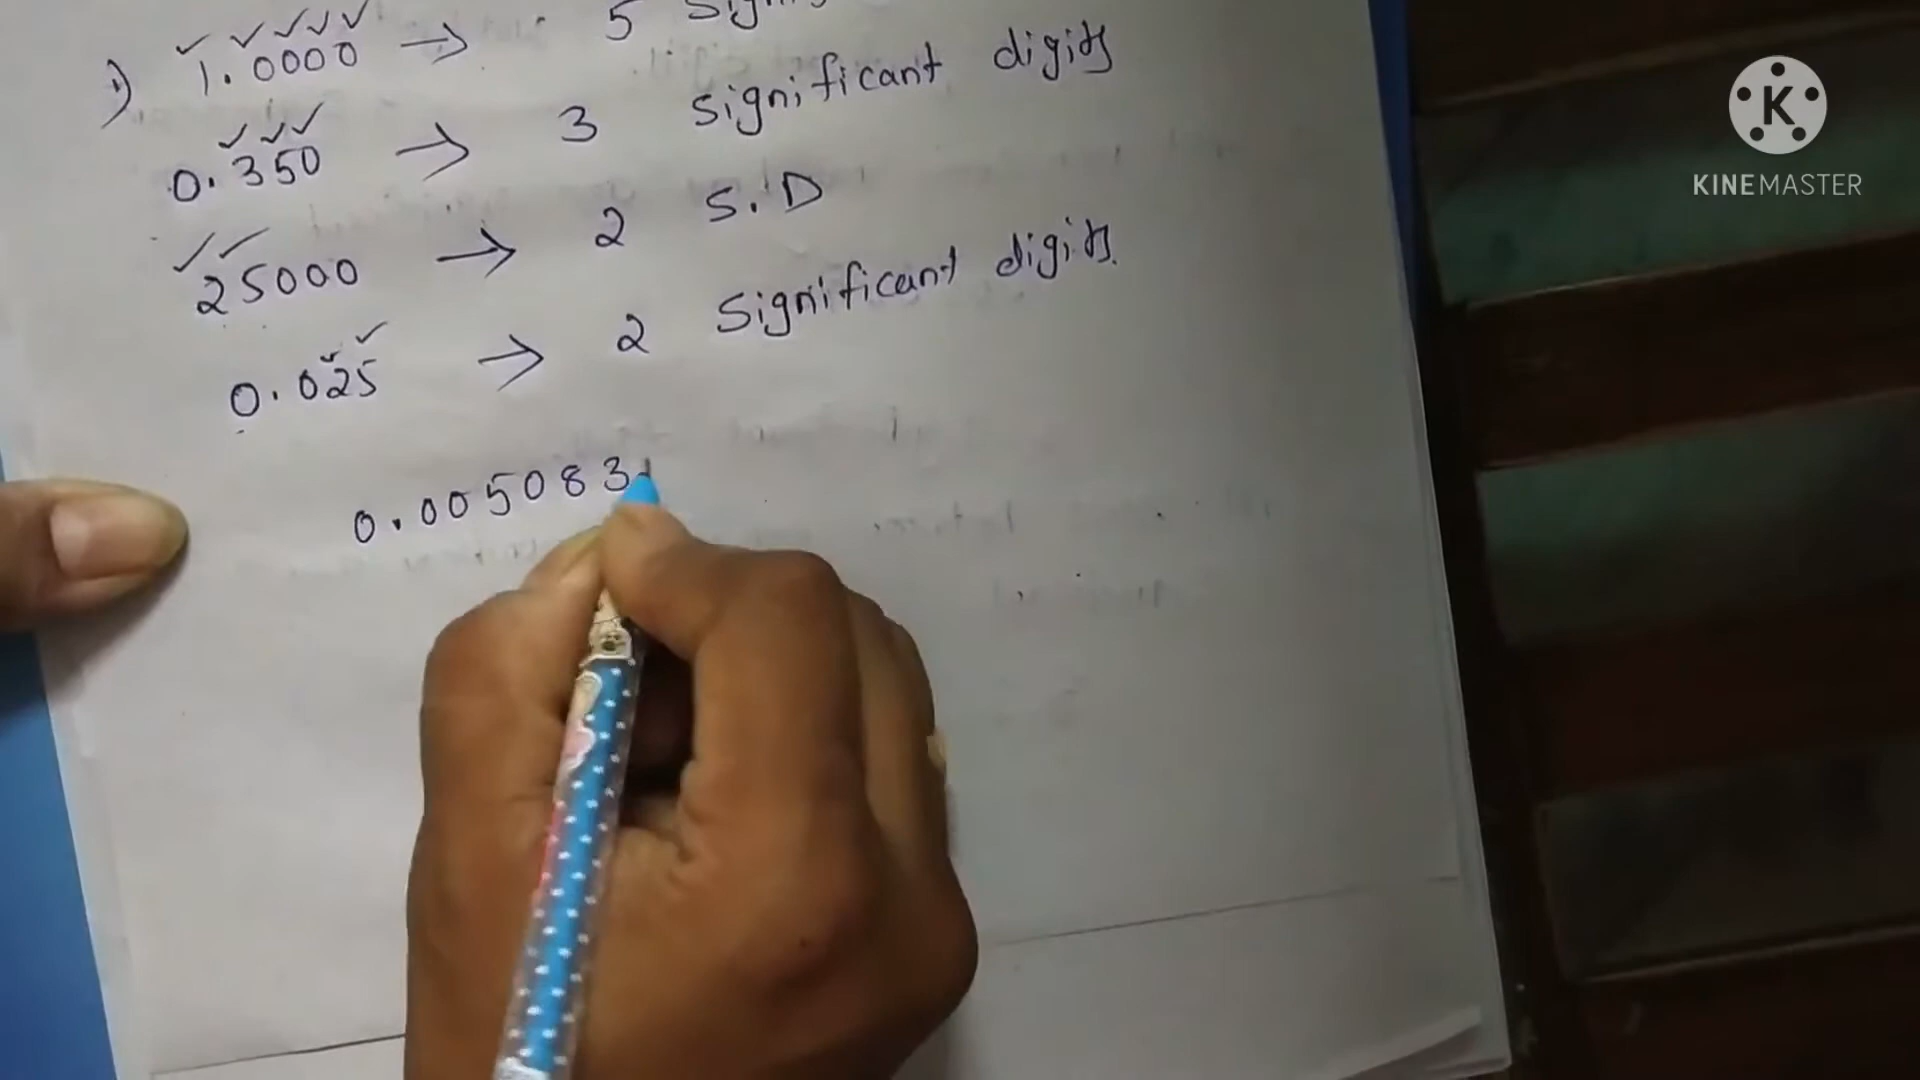 1) 1.0000 → 5
0.350 → 3 significant digits
25000 → 2 S.D
0.025 → 2 significant digits.
0.005083
K
KINEMASTER